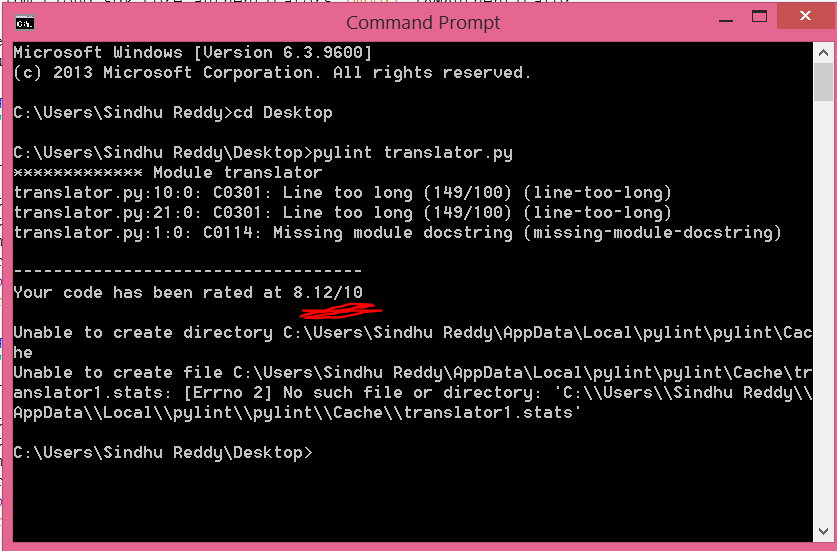 Command Prompt
Microsoft Windows [Version 6.3.9600]
(c) 2013 Microsoft Corporation. All rights reserved.
C:\Users\Sindhu Reddy>cd Desktop
C:\Users\Sindhu Reddy\Desktop>pylint translator.py
************* Module translator
translator.py:10:0: C0301: Line too long (149/100) (line-too-long)
translator.py:21:0: C0301: Line too long (149/100) (line-too-long)
translator.py:1:0: C0114: Missing module docstring (missing-module-docstring)
-----------------------------------
Your code has been rated at 8.12/10
Unable to create directory C:\Users\Sindhu Reddy\AppData\Local\pylint\pylint\Cac
he
Unable to create file C:\Users\Sindhu Reddy\AppData\Local\pylint\pylint\Cache\tr
anslator1.stats: [Errno 2] No such file or directory: 'C:\\Users\\Sindhu Reddy\\
AppData\\Local\\pylint\\pylint\\Cache\\translator1.stats'
C:\Users\Sindhu Reddy\Desktop>